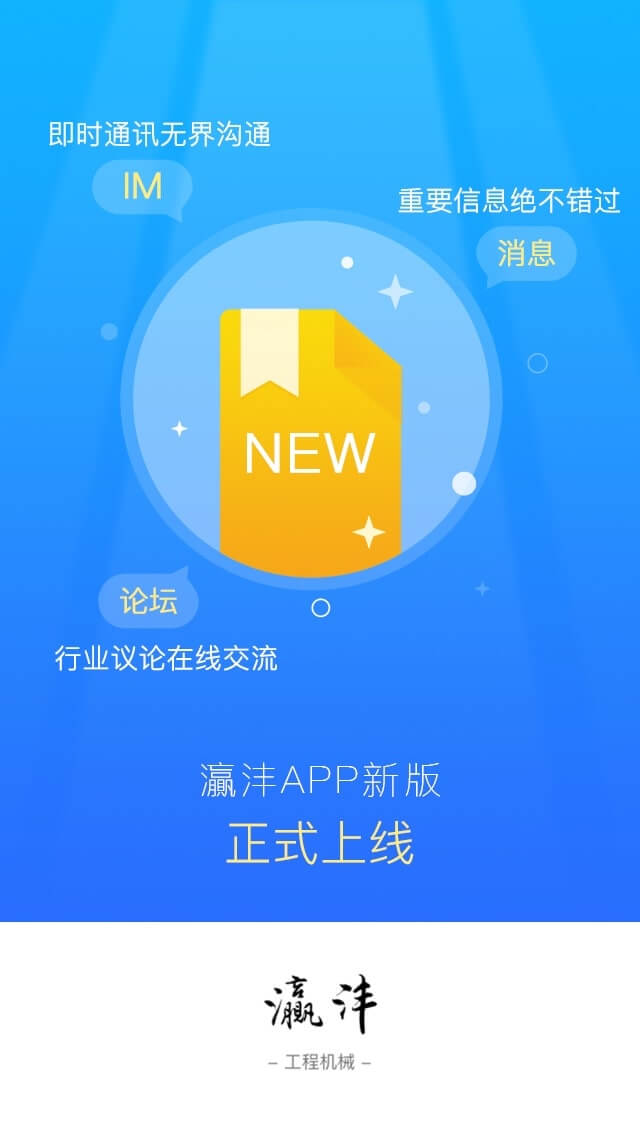 即时通讯无界沟通
IM
重要信息绝不错过
消息
NEW
论坛
行业议论在线交流
瀛沣APP新版
正式上线
瀛沣
– 工程机械 –